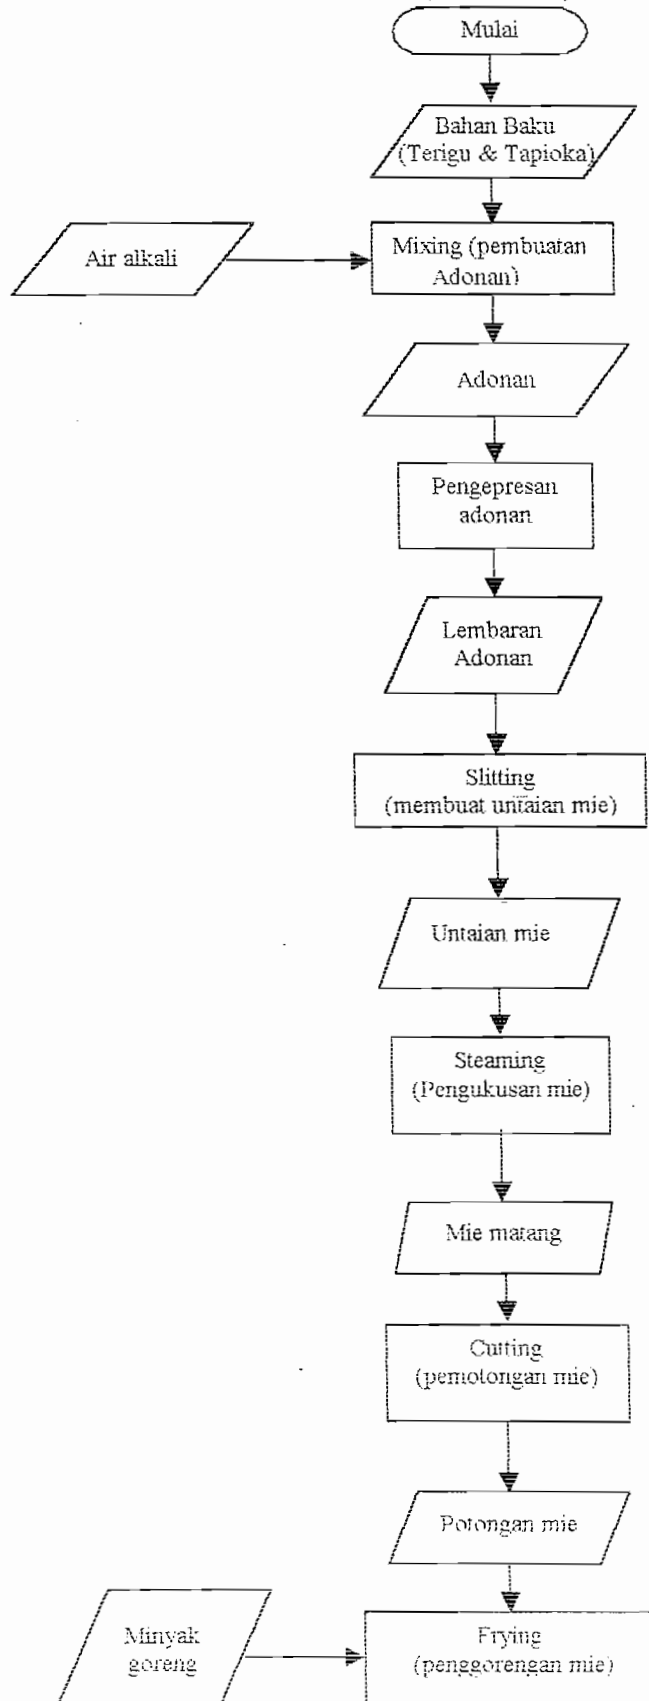 Mulai
Bahan Baku
(Terigu & Tapioka)
Air alkali
Mixing (pembuatan
Adonan)
Adonan
Pengepresan
adonan
Lembaran
Adonan
Slitting
(membuat untaian mie)
Untaian mie
Steaming
(Pengukusan mie)
Mie matang
Cutting
(pemotongan mie)
Potongan mie
Minyak
goreng
Frying
(penggorengan mie)